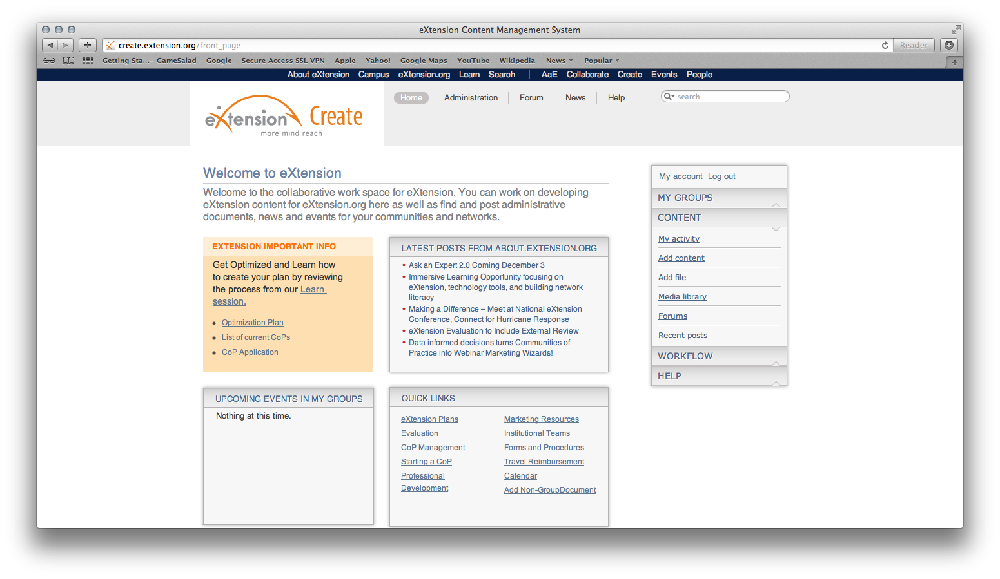 eXtension Content Management System
create.extension.org/front_page
Reader
Getting Sta...– GameSalad Google Secure Access SSL VPN Apple Yahoo! Google Maps YouTube Wikipedia News Popular
About eXtension Campus eXtension.org Learn Search AaE Collaborate Create Events People
Home Administration Forum News Help
search
eXtension Create
more mind reach
Welcome to eXtension
Welcome to the collaborative work space for eXtension. You can work on developing
eXtension content for eXtension.org here as well as find and post administrative
documents, news and events for your communities and networks.
EXTENSION IMPORTANT INFO
Get Optimized and Learn how
to create your plan by reviewing
the process from our Learn
session.
• Optimization Plan
• List of current CoPs
• CoP Application
LATEST POSTS FROM ABOUT.EXTENSION.ORG
• Ask an Expert 2.0 Coming December 3
• Immersive Learning Opportunity focusing on
eXtension, technology tools, and building network
literacy
• Making a Difference – Meet at National eXtension
Conference, Connect for Hurricane Response
• eXtension Evaluation to Include External Review
• Data informed decisions turns Communities of
Practice into Webinar Marketing Wizards!
UPCOMING EVENTS IN MY GROUPS
Nothing at this time.
QUICK LINKS
eXtension Plans
Evaluation
CoP Management
Starting a CoP
Professional
Development
Marketing Resources
Institutional Teams
Forms and Procedures
Travel Reimbursement
Calendar
Add Non-GroupDocument
My account Log out
MY GROUPS
CONTENT
My activity
Add content
Add file
Media library
Forums
Recent posts
WORKFLOW
HELP